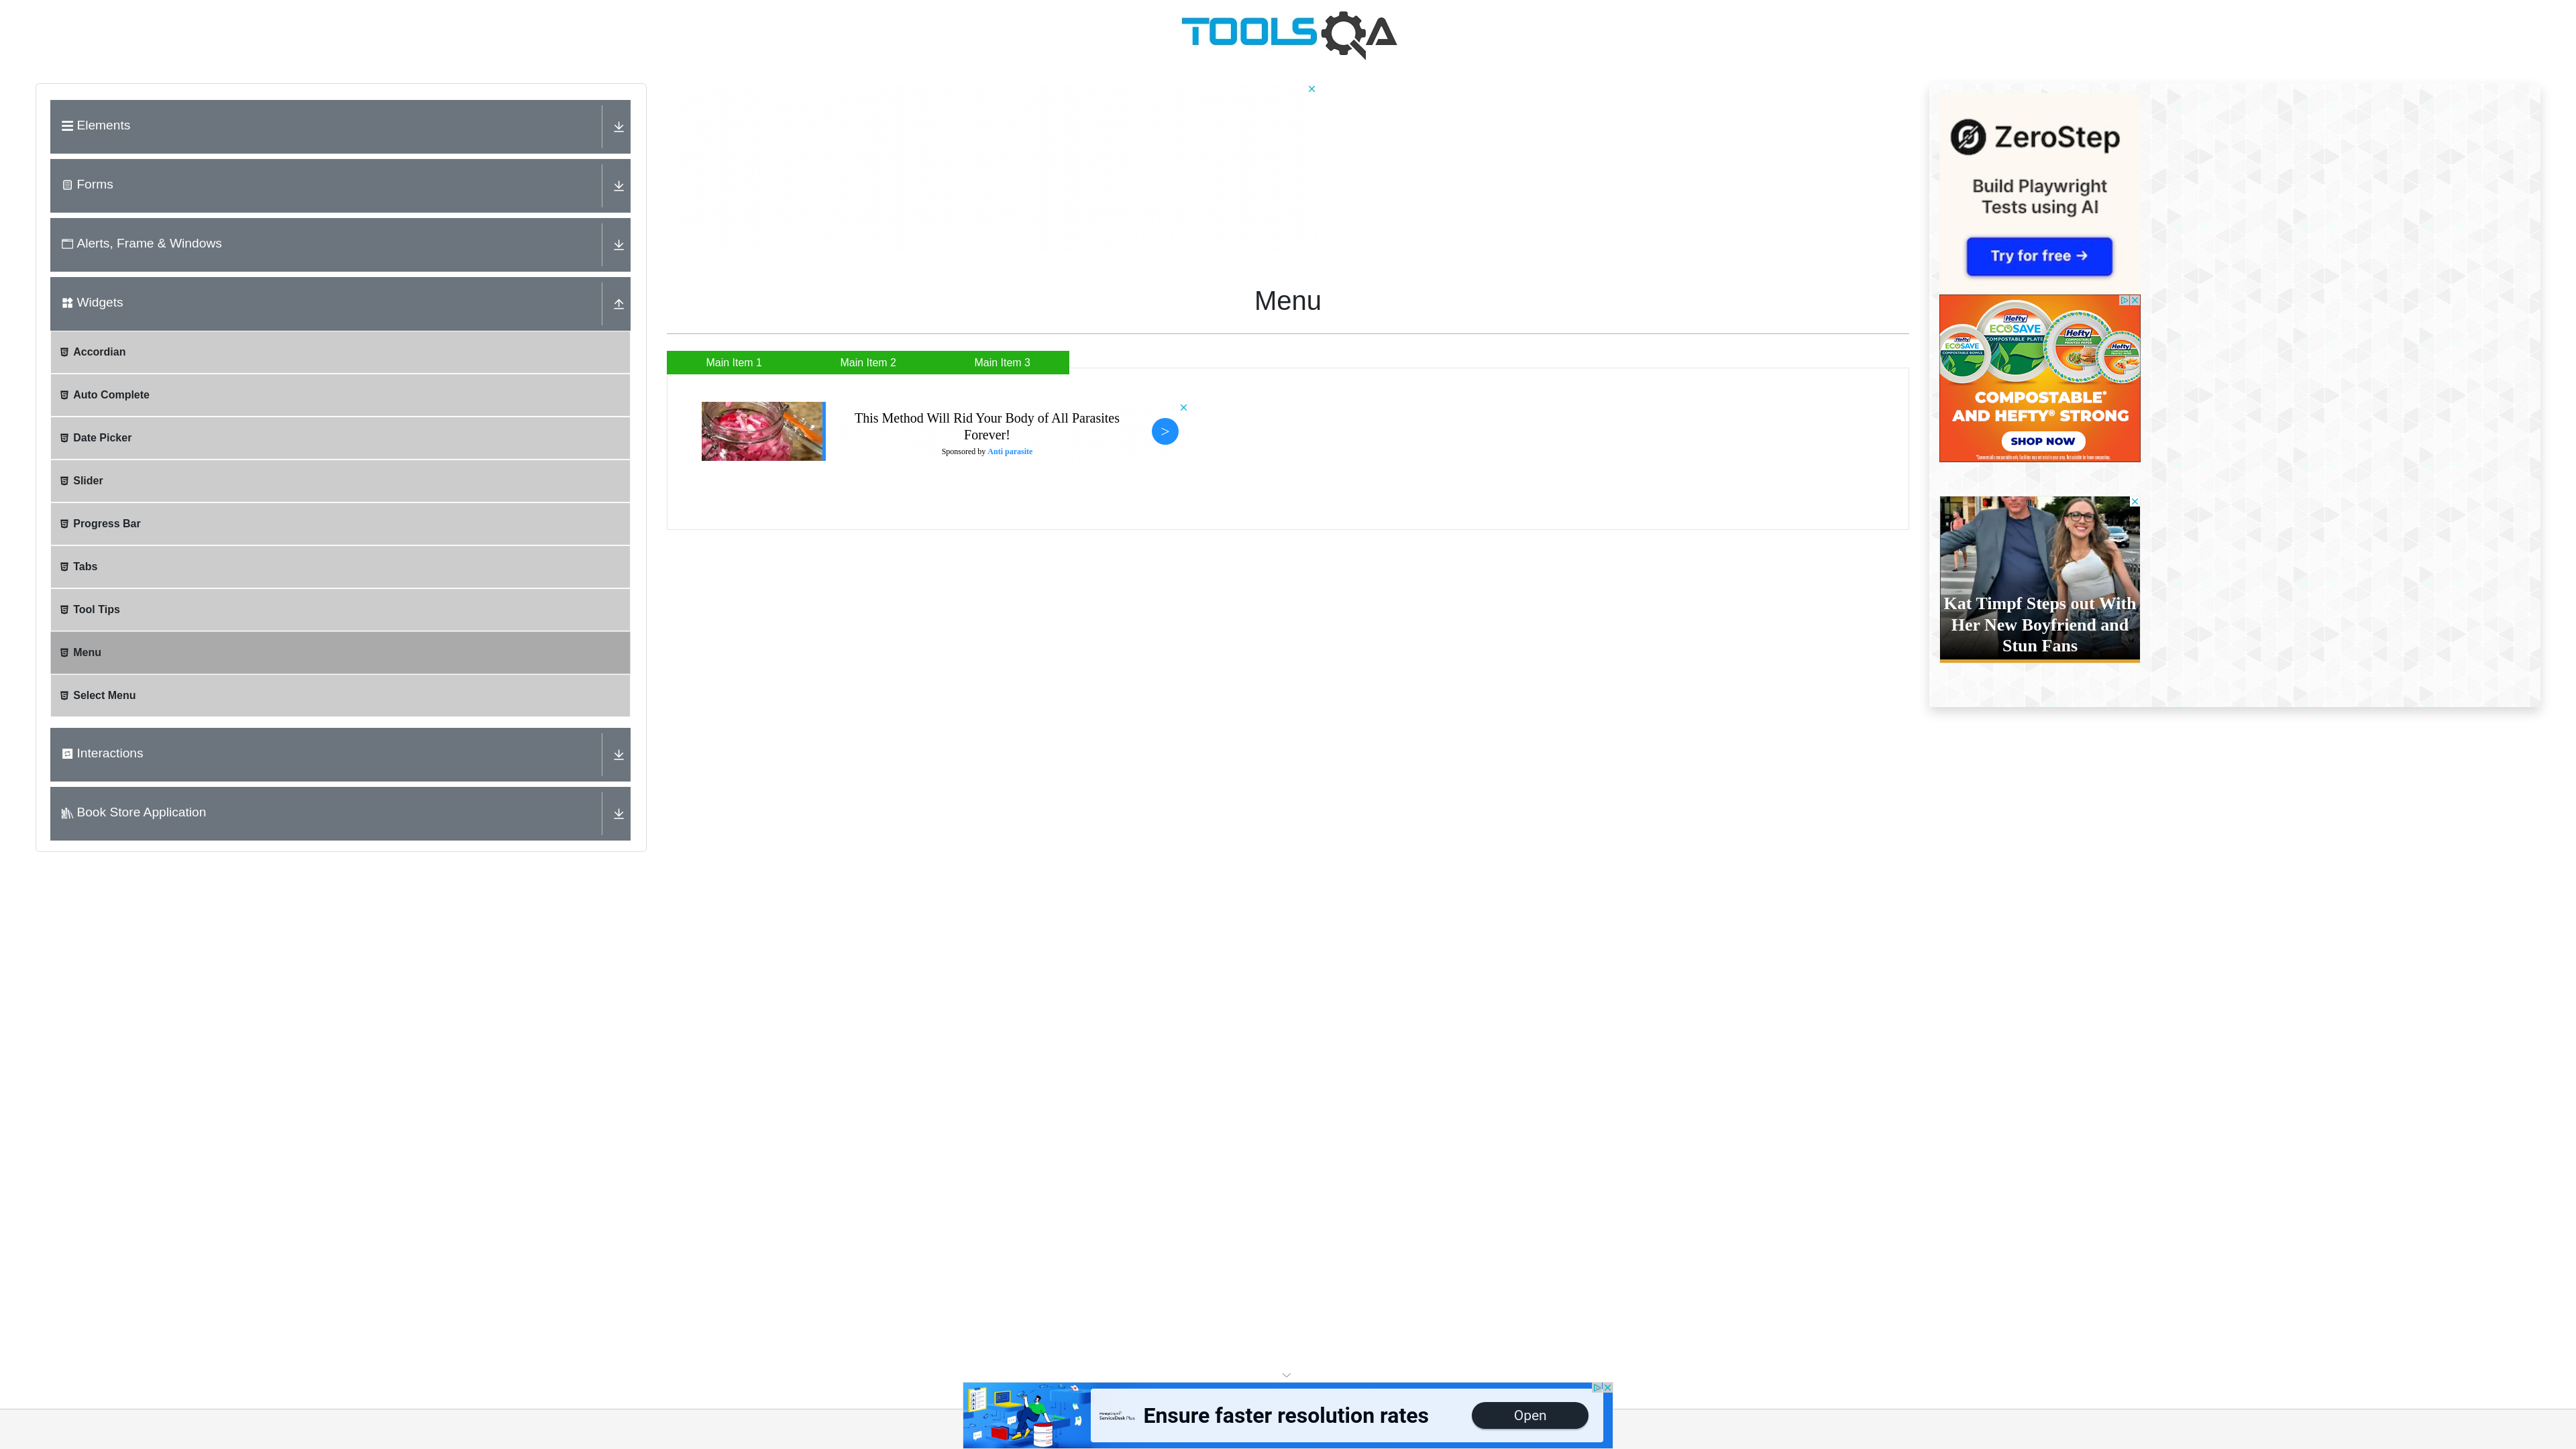 TOOLSQA
Elements
Forms
Alerts, Frame & Windows
Widgets
Accordian
Auto Complete
Date Picker
Slider
Progress Bar
Tabs
Tool Tips
Menu
Select Menu
Interactions
Book Store Application
Menu
Main Item 1
Main Item 2
Main Item 3
This Method Will Rid Your Body of All Parasites
Forever!
Sponsored by Anti parasite
>
ZeroStep
Build Playwright
Tests using AI
Try for free →
Hefty
ECOSAVE
COMPOSTABLE PLATES
COMPOSTABLE*
AND HEFTY® STRONG
SHOP NOW
Kat Timpf Steps out With
Her New Boyfriend and
Stun Fans
ServiceDesk Plus
Ensure faster resolution rates
Open